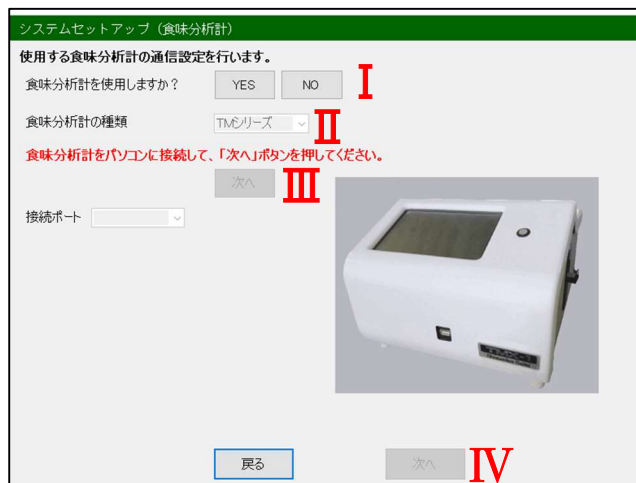 システムセットアップ（食味分析計）
使用する食味分析計の通信設定を行います。
食味分析計を使用しますか？ YES NO Ⅰ
食味分析計の種類 TMシリーズ Ⅱ
食味分析計をパソコンに接続して、「次へ」ボタンを押してください。
次へ Ⅲ
接続ポート
戻る 次へ Ⅳ